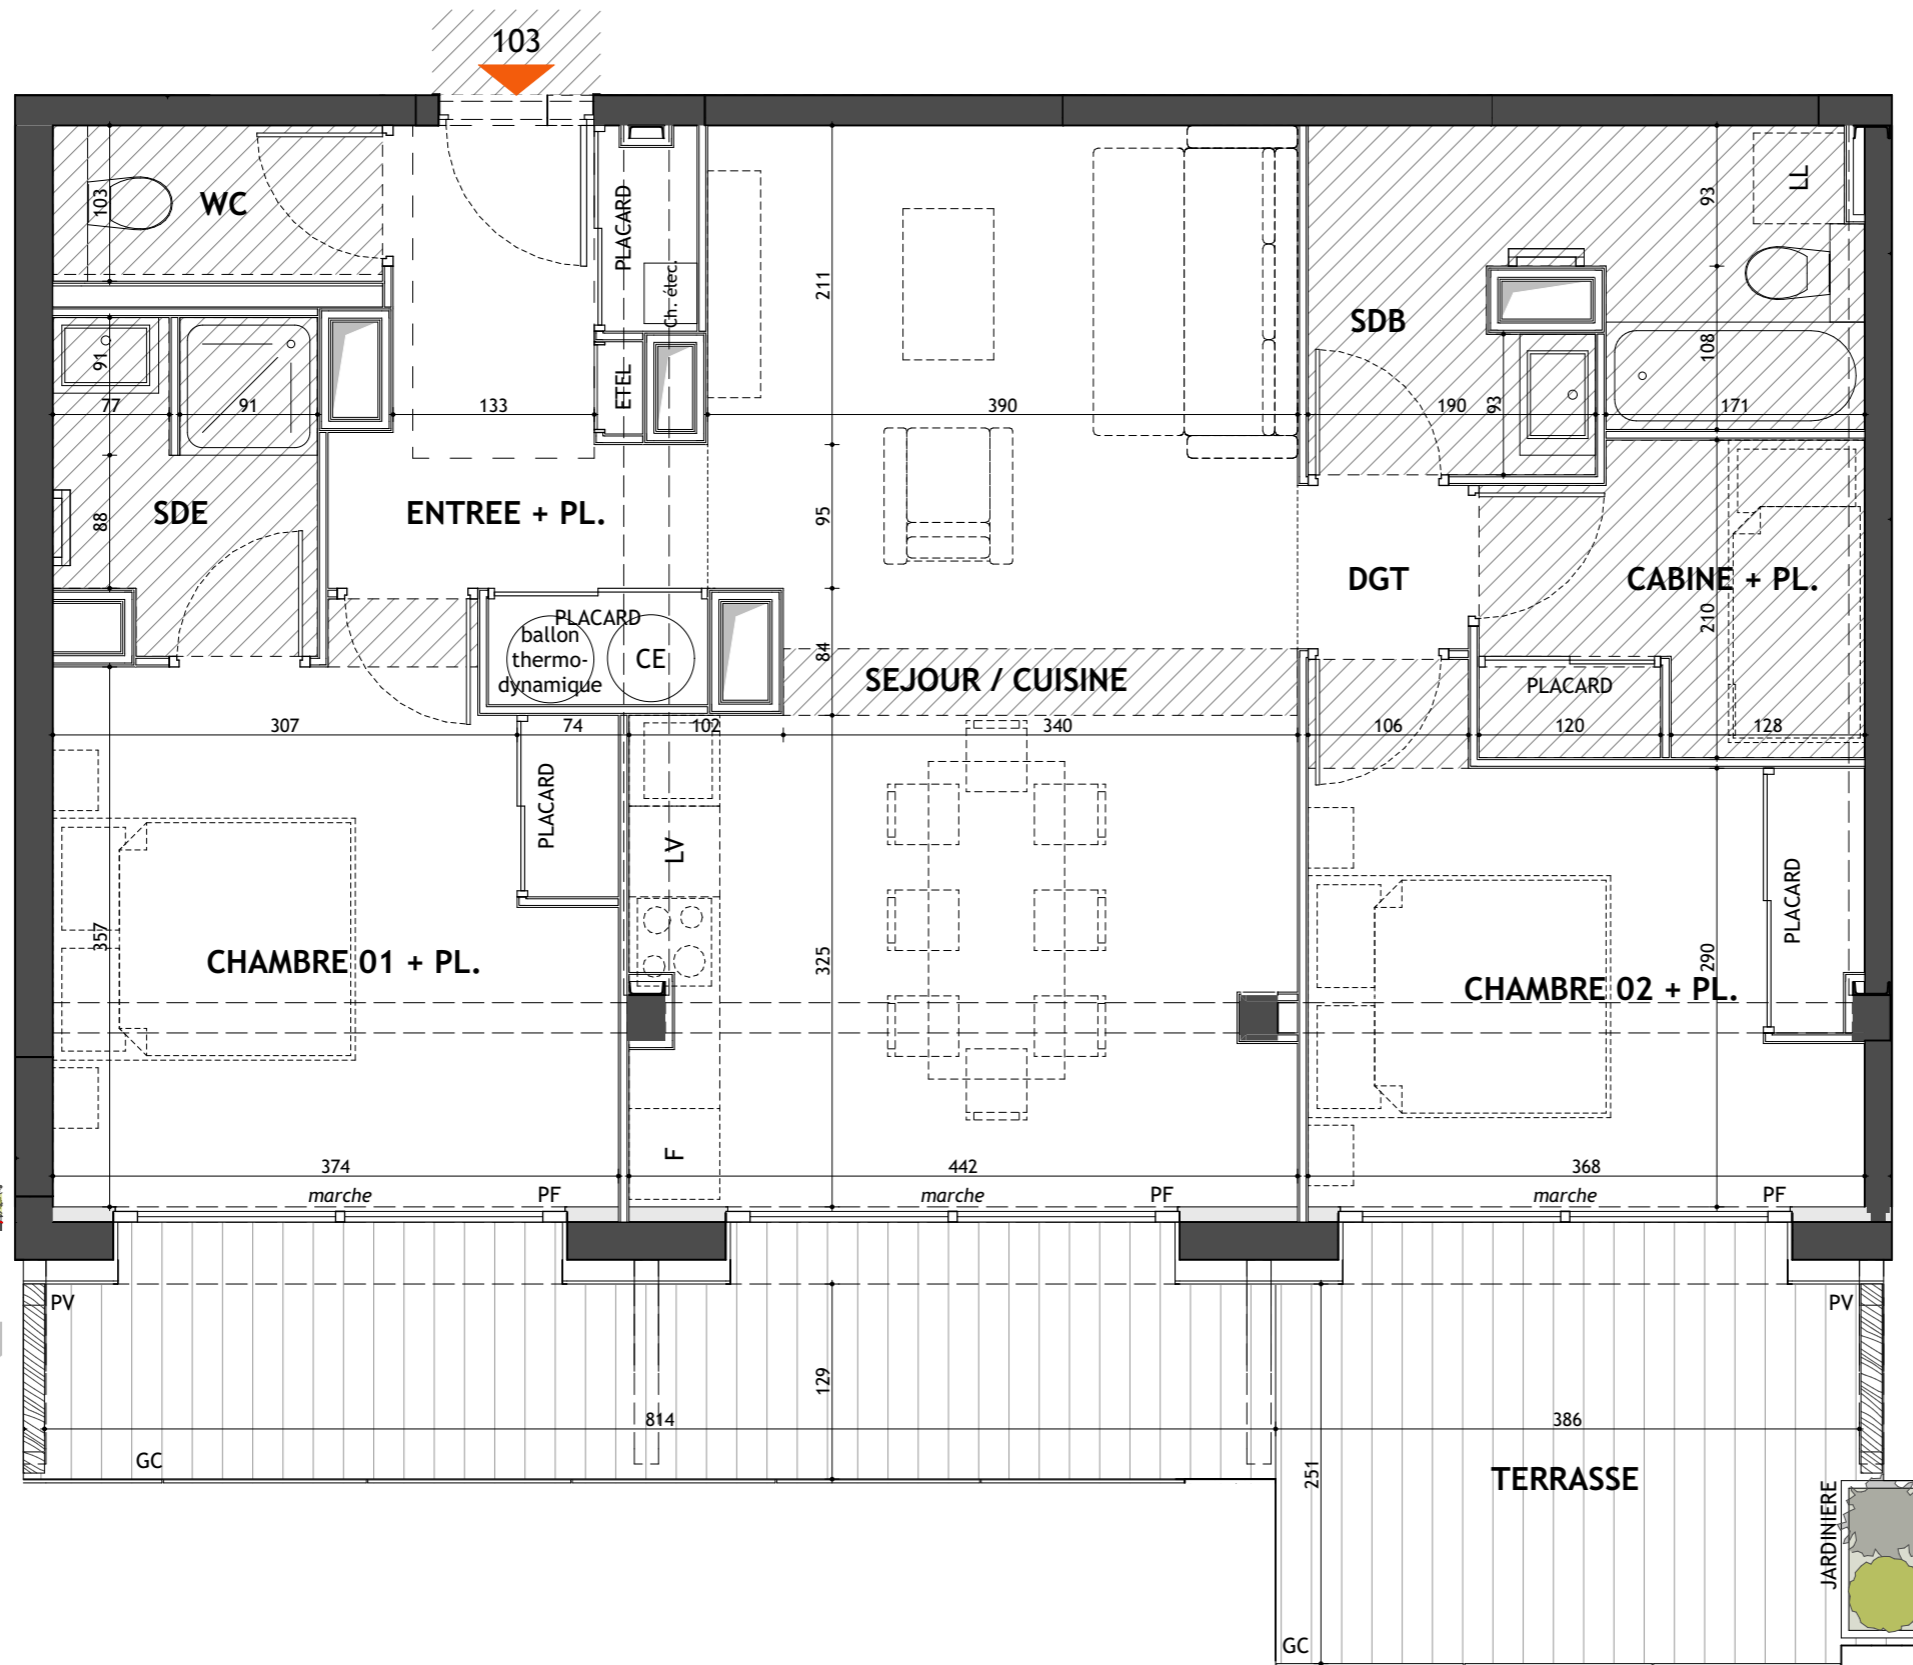 103
WC
103
PLACARD
Ch. élec.
211
93
LL
SDB
91
77
91
133
ETEL
390
190
93
108
171
SDE
88
ENTREE + PL.
95
DGT
CABINE + PL.
210
PLACARD
ballon
thermo-
dynamique
CE
84
SEJOUR / CUISINE
PLACARD
307
74
102
340
106
120
128
PLACARD
LV
PLACARD
357
CHAMBRE 01 + PL.
325
CHAMBRE 02 + PL.
290
F
374
442
368
marche
PF
marche
PF
marche
PF
PV
PV
129
814
386
GC
251
TERRASSE
JARDINIERE
GC